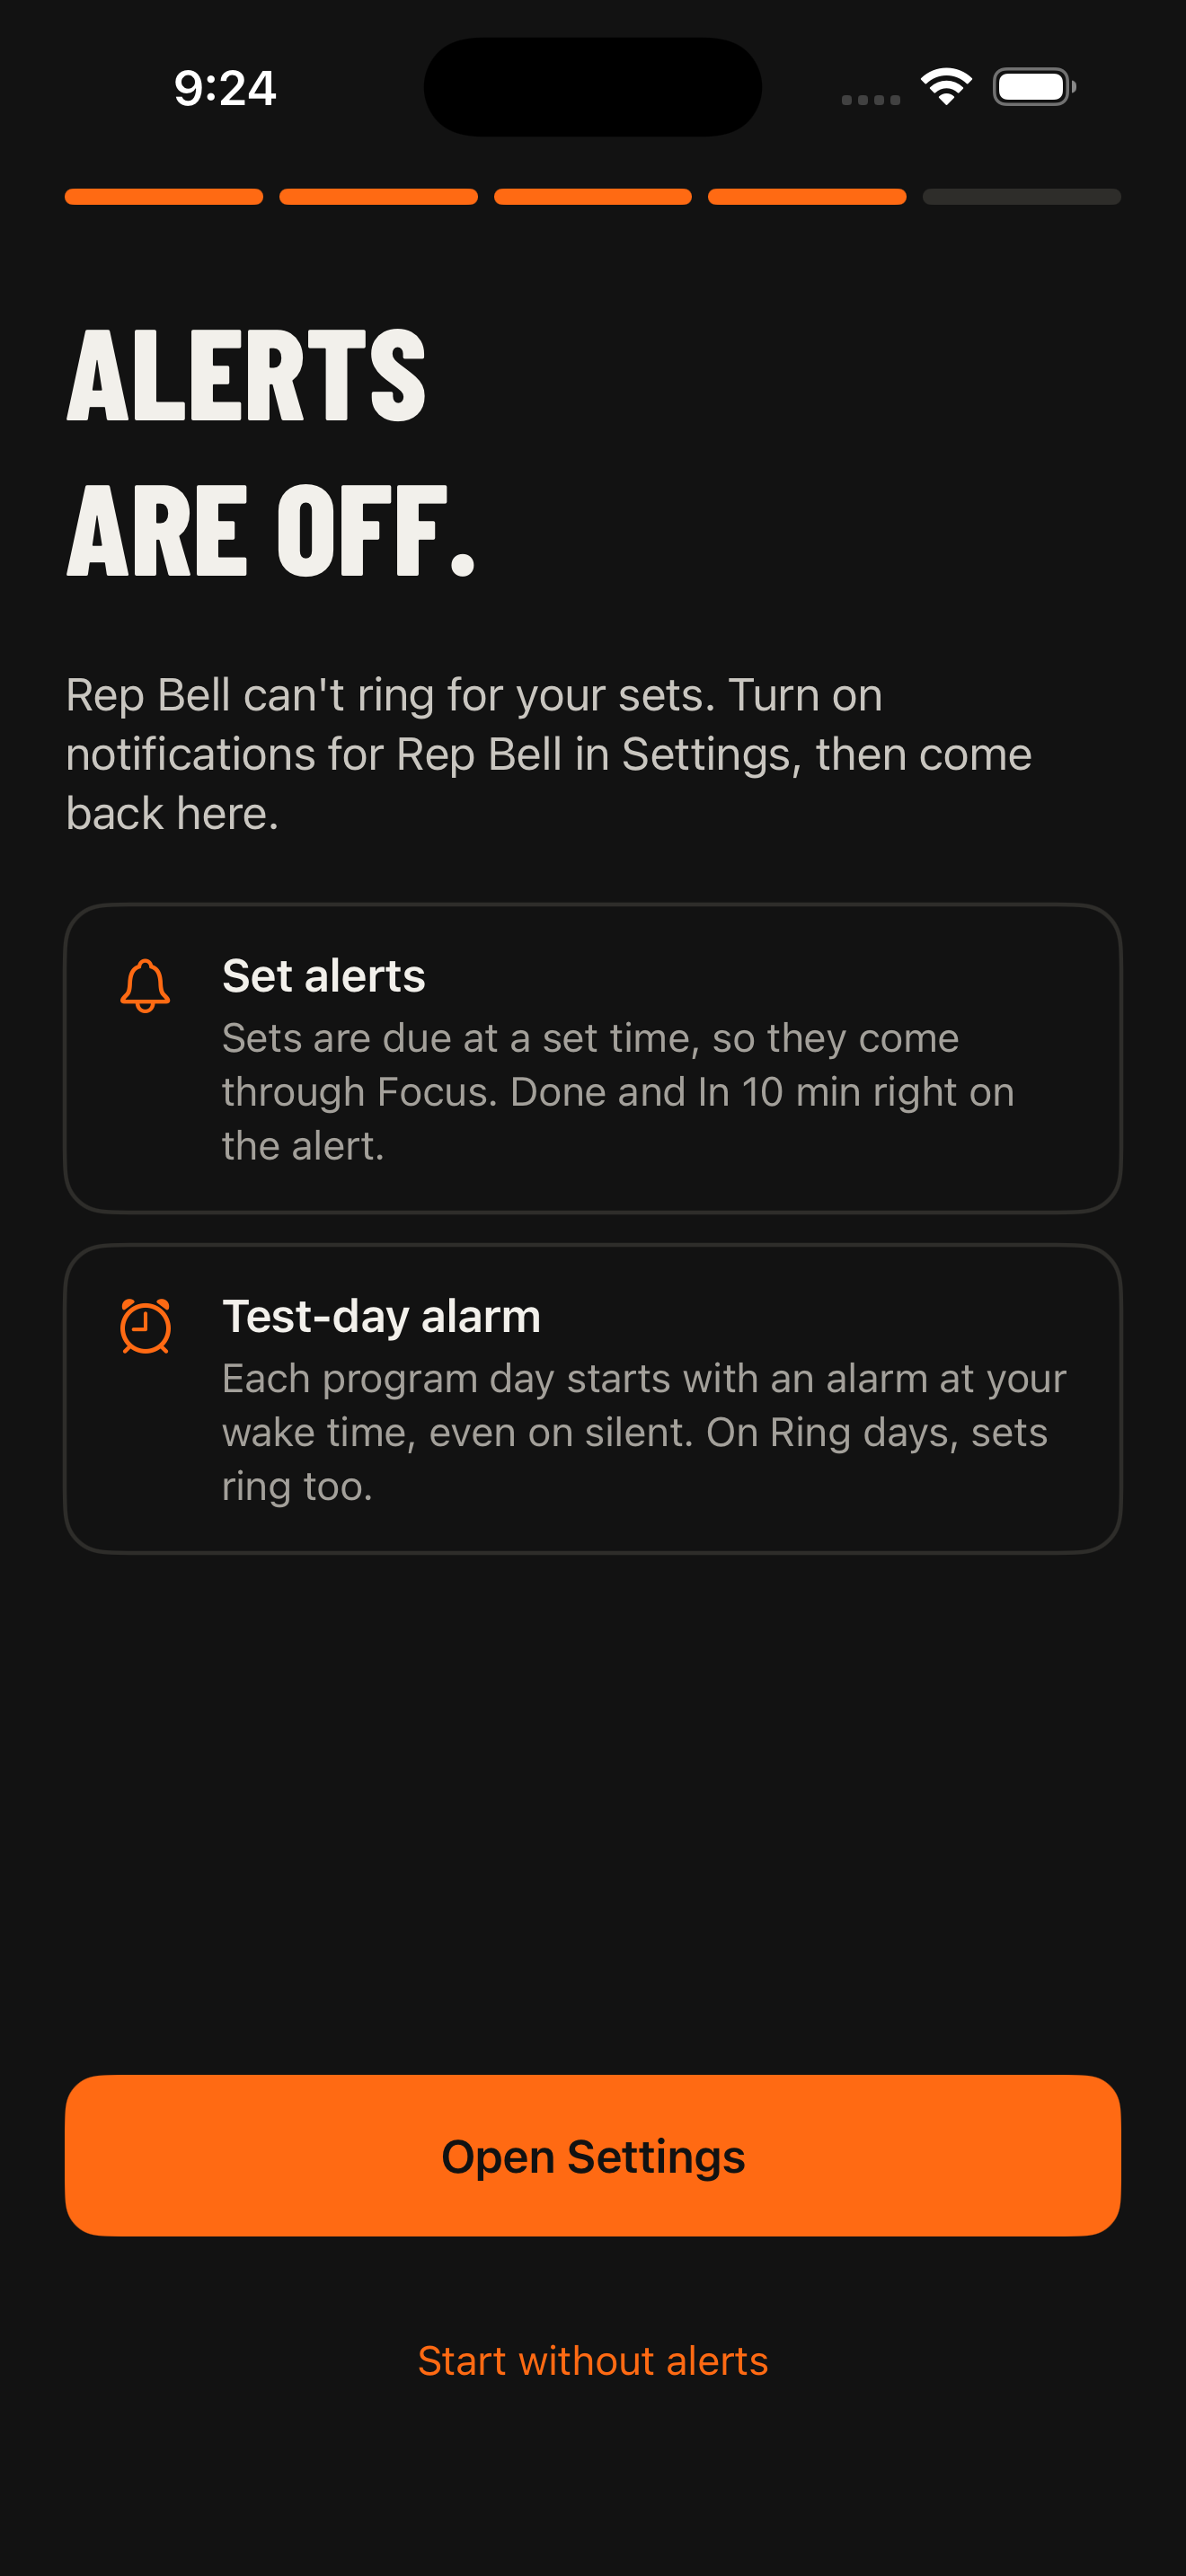 9:24
ALERTS
ARE OFF.
Rep Bell can't ring for your sets. Turn on
notifications for Rep Bell in Settings, then come
back here.
Set alerts
Sets are due at a set time, so they come
through Focus. Done and In 10 min right on
the alert.
Test-day alarm
Each program day starts with an alarm at your
wake time, even on silent. On Ring days, sets
ring too.
Open Settings
Start without alerts